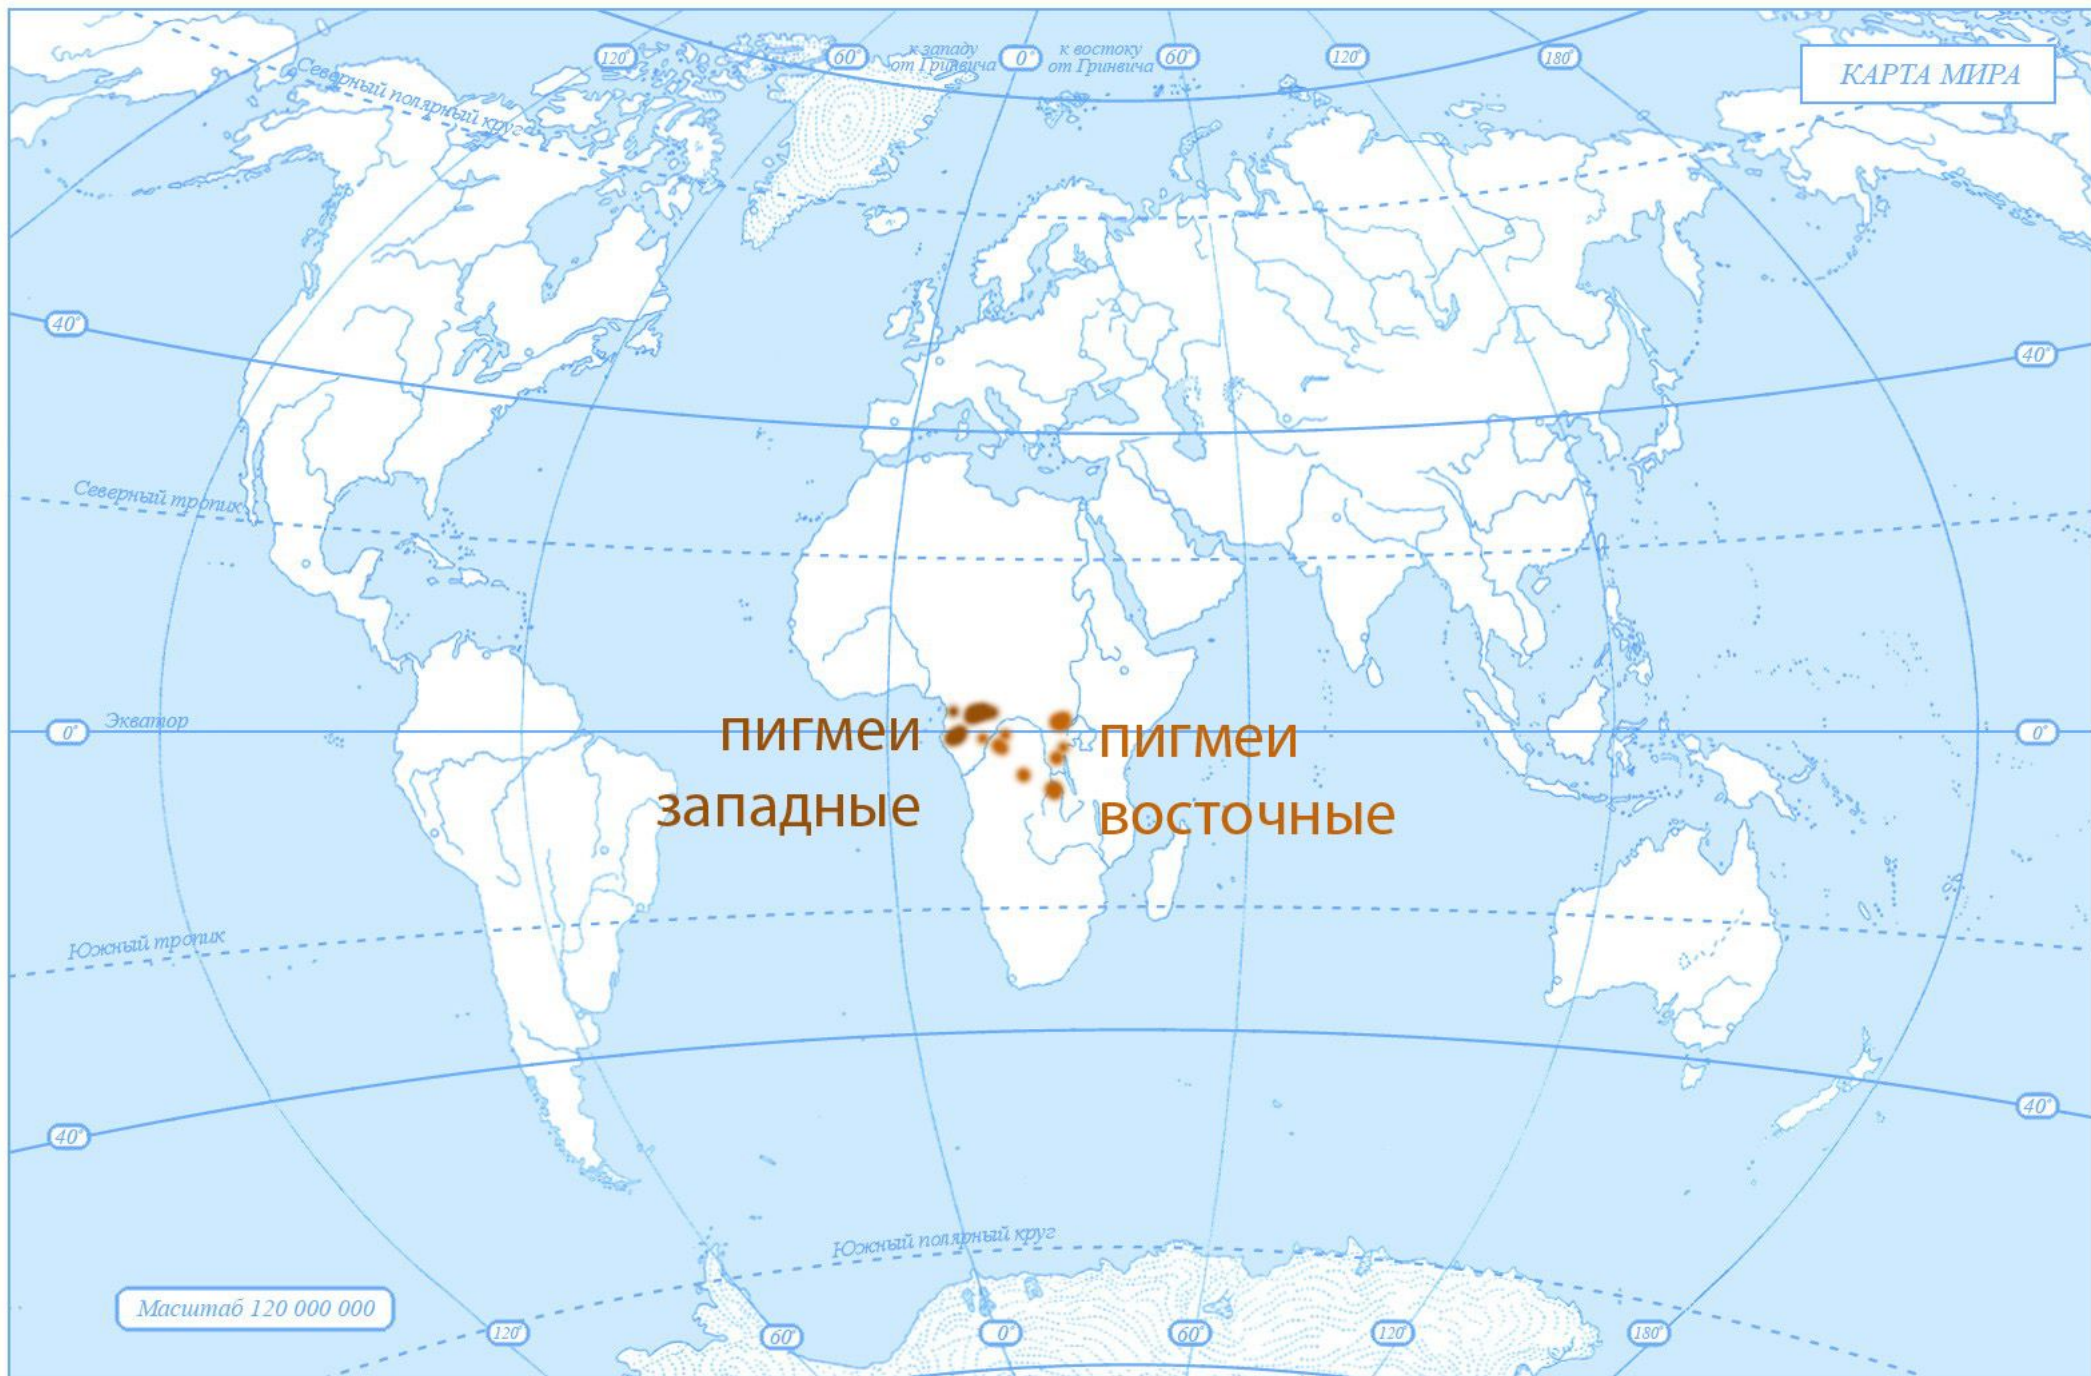 120°
60°
к западу
от Гринвича
0°
к востоку
от Гринвича
60°
120°
180°
КАРТА МИРА
Северный полярный круг
40°
40°
Северный тропик
0°
Экватор
0°
пигмеи
западные
пигмеи
восточные
Южный тропик
40°
40°
Южный полярный круг
Масштаб 120 000 000
120°
60°
0°
60°
120°
180°